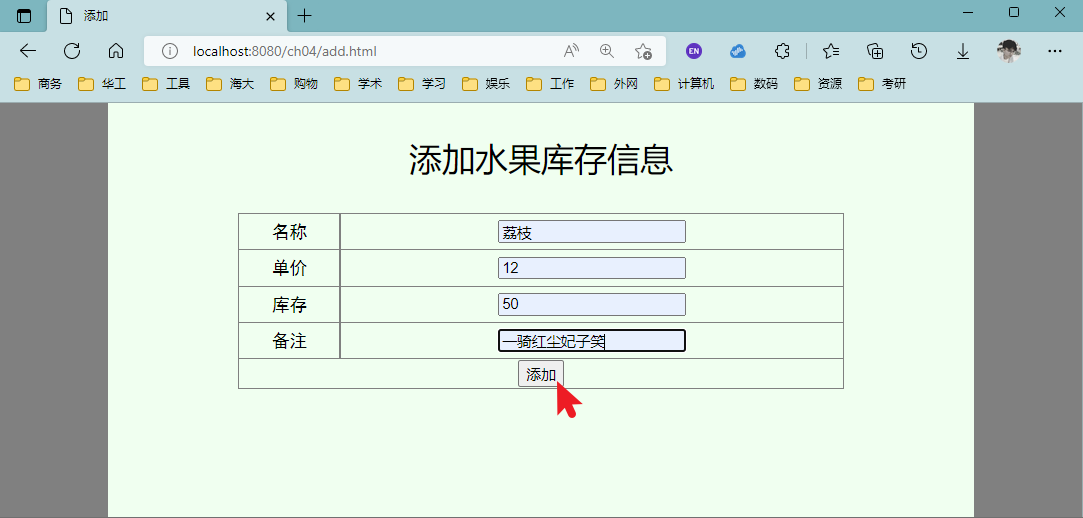 添加
localhost:8080/ch04/add.html
EN
商务 华工 工具 海大 购物 学术 学习 娱乐 工作 外网 计算机 数码 资源 考研
添加水果库存信息
名称 荔枝
单价 12
库存 50
备注 一骑红尘妃子笑
添加